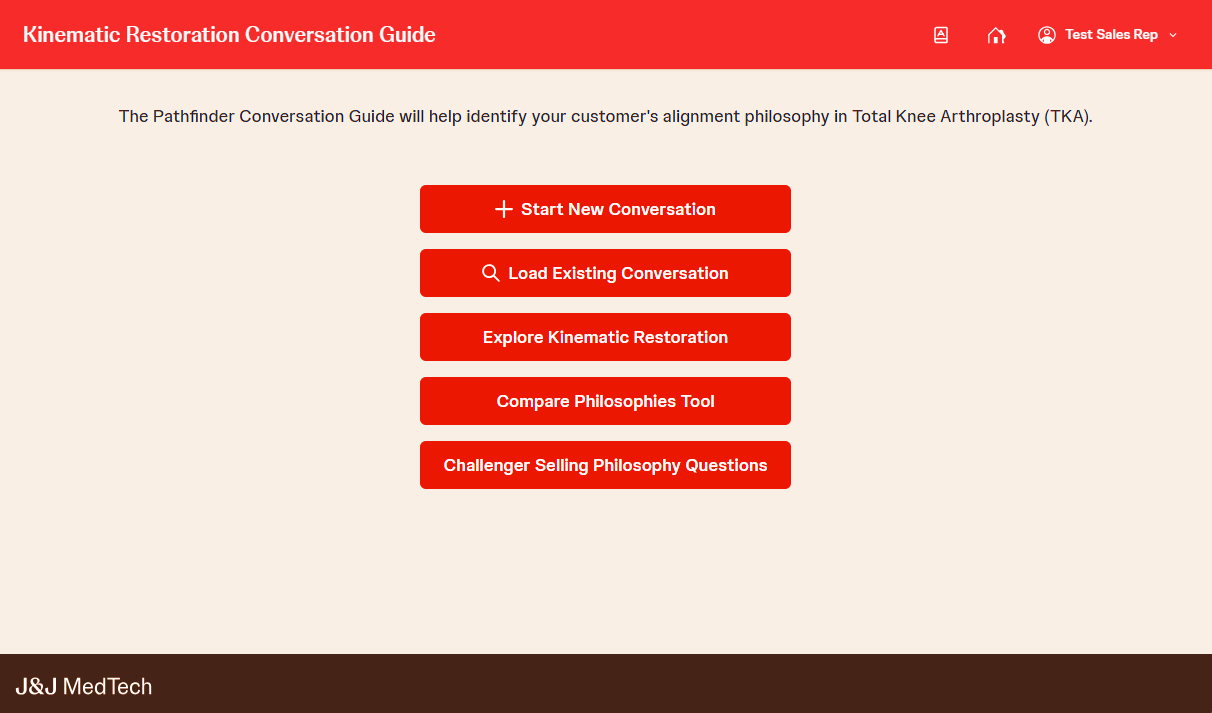 Kinematic Restoration Conversation Guide
Test Sales Rep
The Pathfinder Conversation Guide will help identify your customer's alignment philosophy in Total Knee Arthroplasty (TKA).
Start New Conversation
Load Existing Conversation
Explore Kinematic Restoration
Compare Philosophies Tool
Challenger Selling Philosophy Questions
J&J MedTech